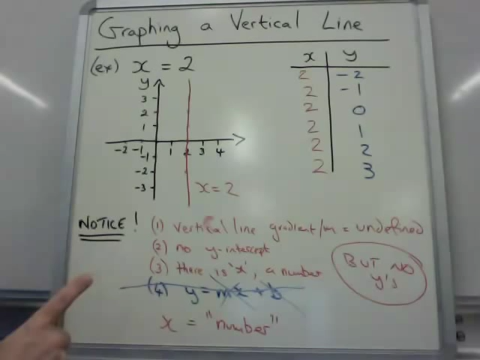 Graphing a Vertical Line
(ex) x = 2
x y
2 -2
2 -1
2 0
2 1
2 2
2 3
y
3
2
1
-2 -1 1 2 3 4
-1
-2
-3
x = 2
NOTICE! (1) vertical line gradient/m = undefined
(2) no y-intercept
(3) there is 'x', a number
BUT NO
y's
(4) y = mx + b
x = "number"